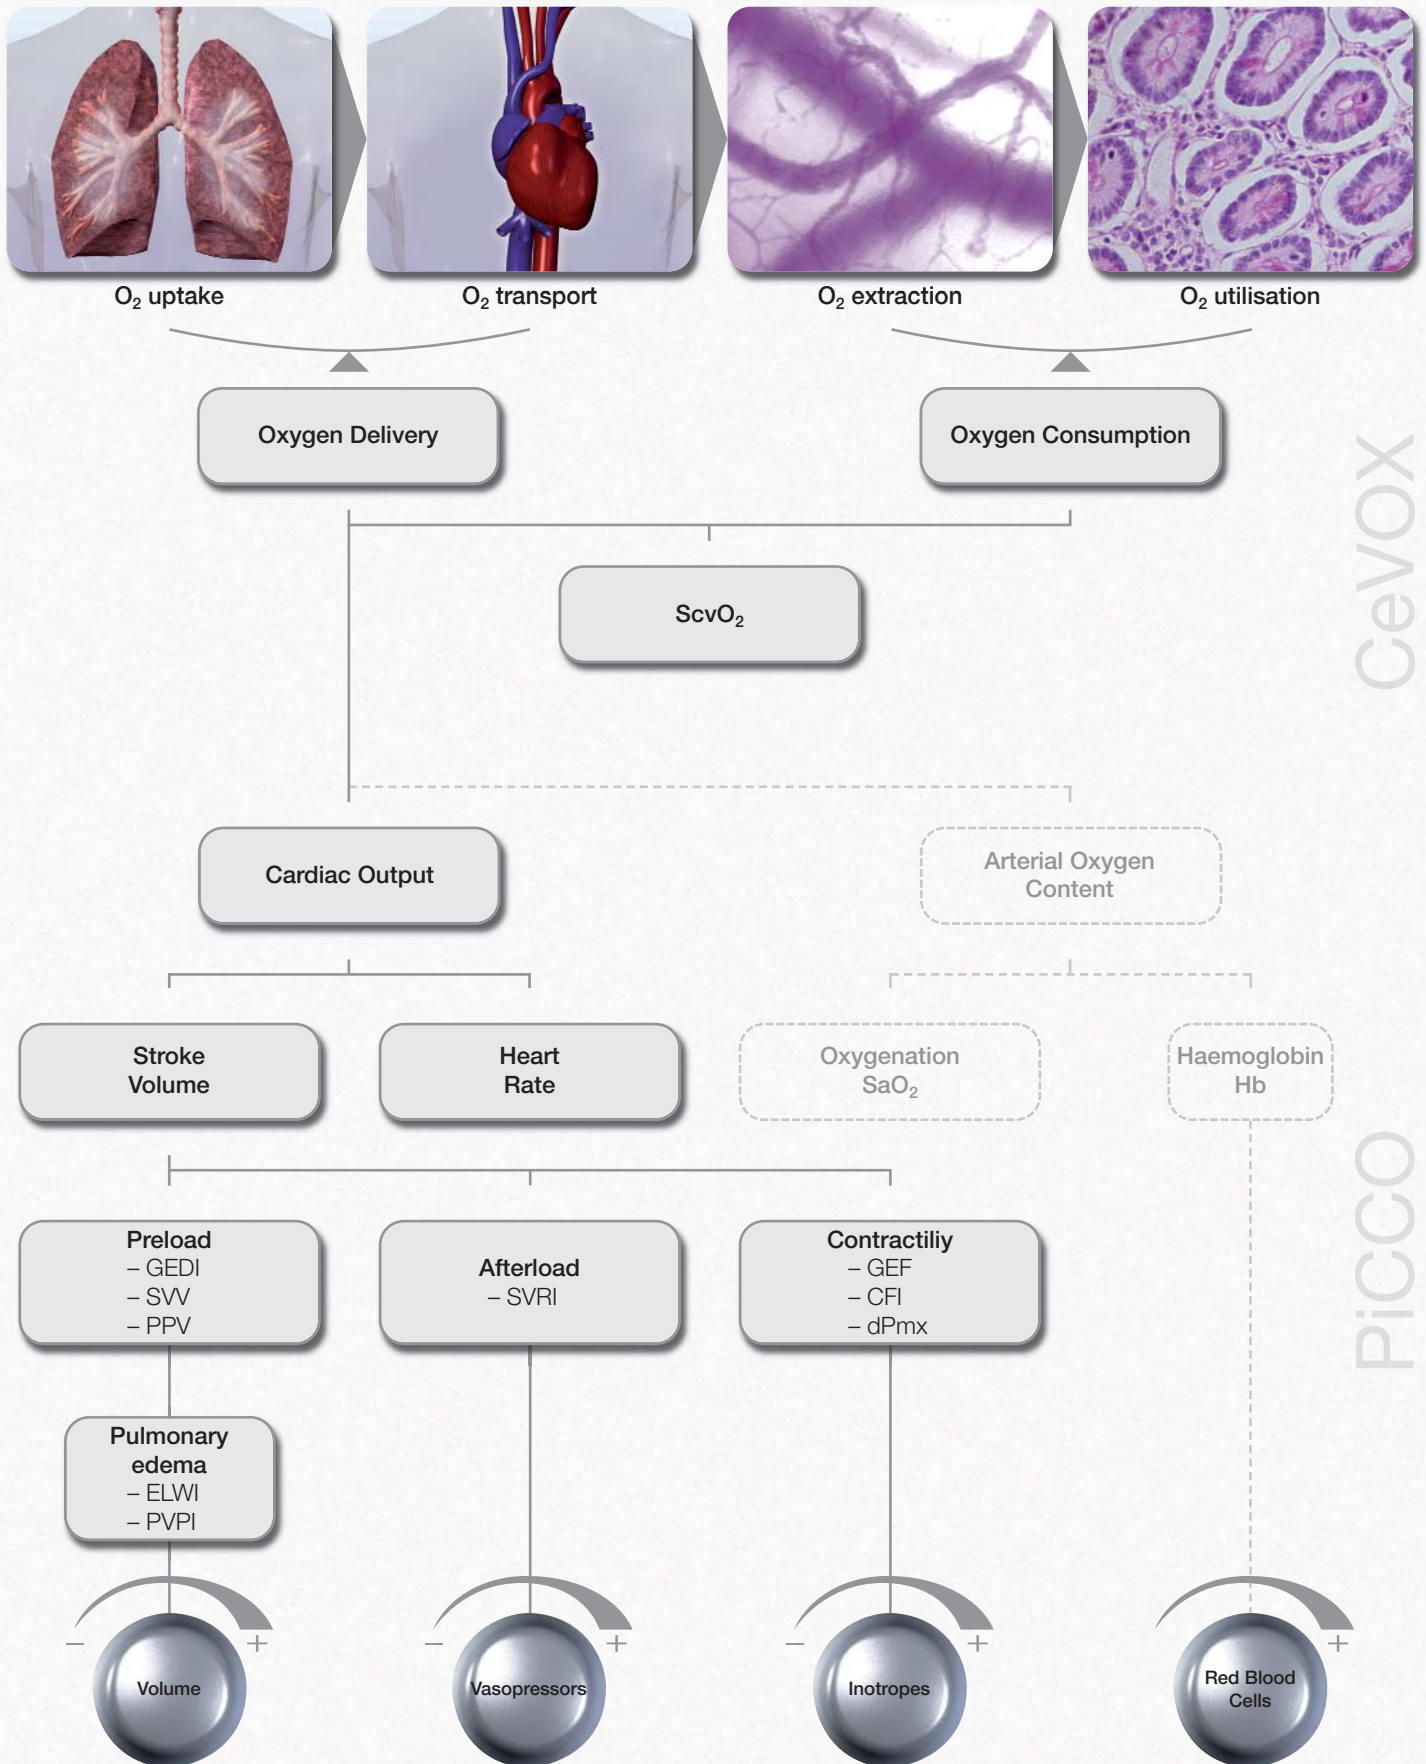 O₂ uptake
O₂ transport
O₂ extraction
O₂ utilisation
Oxygen Delivery
Oxygen Consumption
CeVOX
ScvO₂
Cardiac Output
Arterial Oxygen
Content
Stroke
Volume
Heart
Rate
Oxygenation
SaO₂
Haemoglobin
Hb
PiCCO
Preload
– GEDI
– SVV
– PPV
Afterload
– SVRI
Contractiliy
– GEF
– CFI
– dPmx
Pulmonary
edema
– ELWI
– PVPI
– +
Volume
– +
Vasopressors
– +
Inotropes
+
Red Blood
Cells